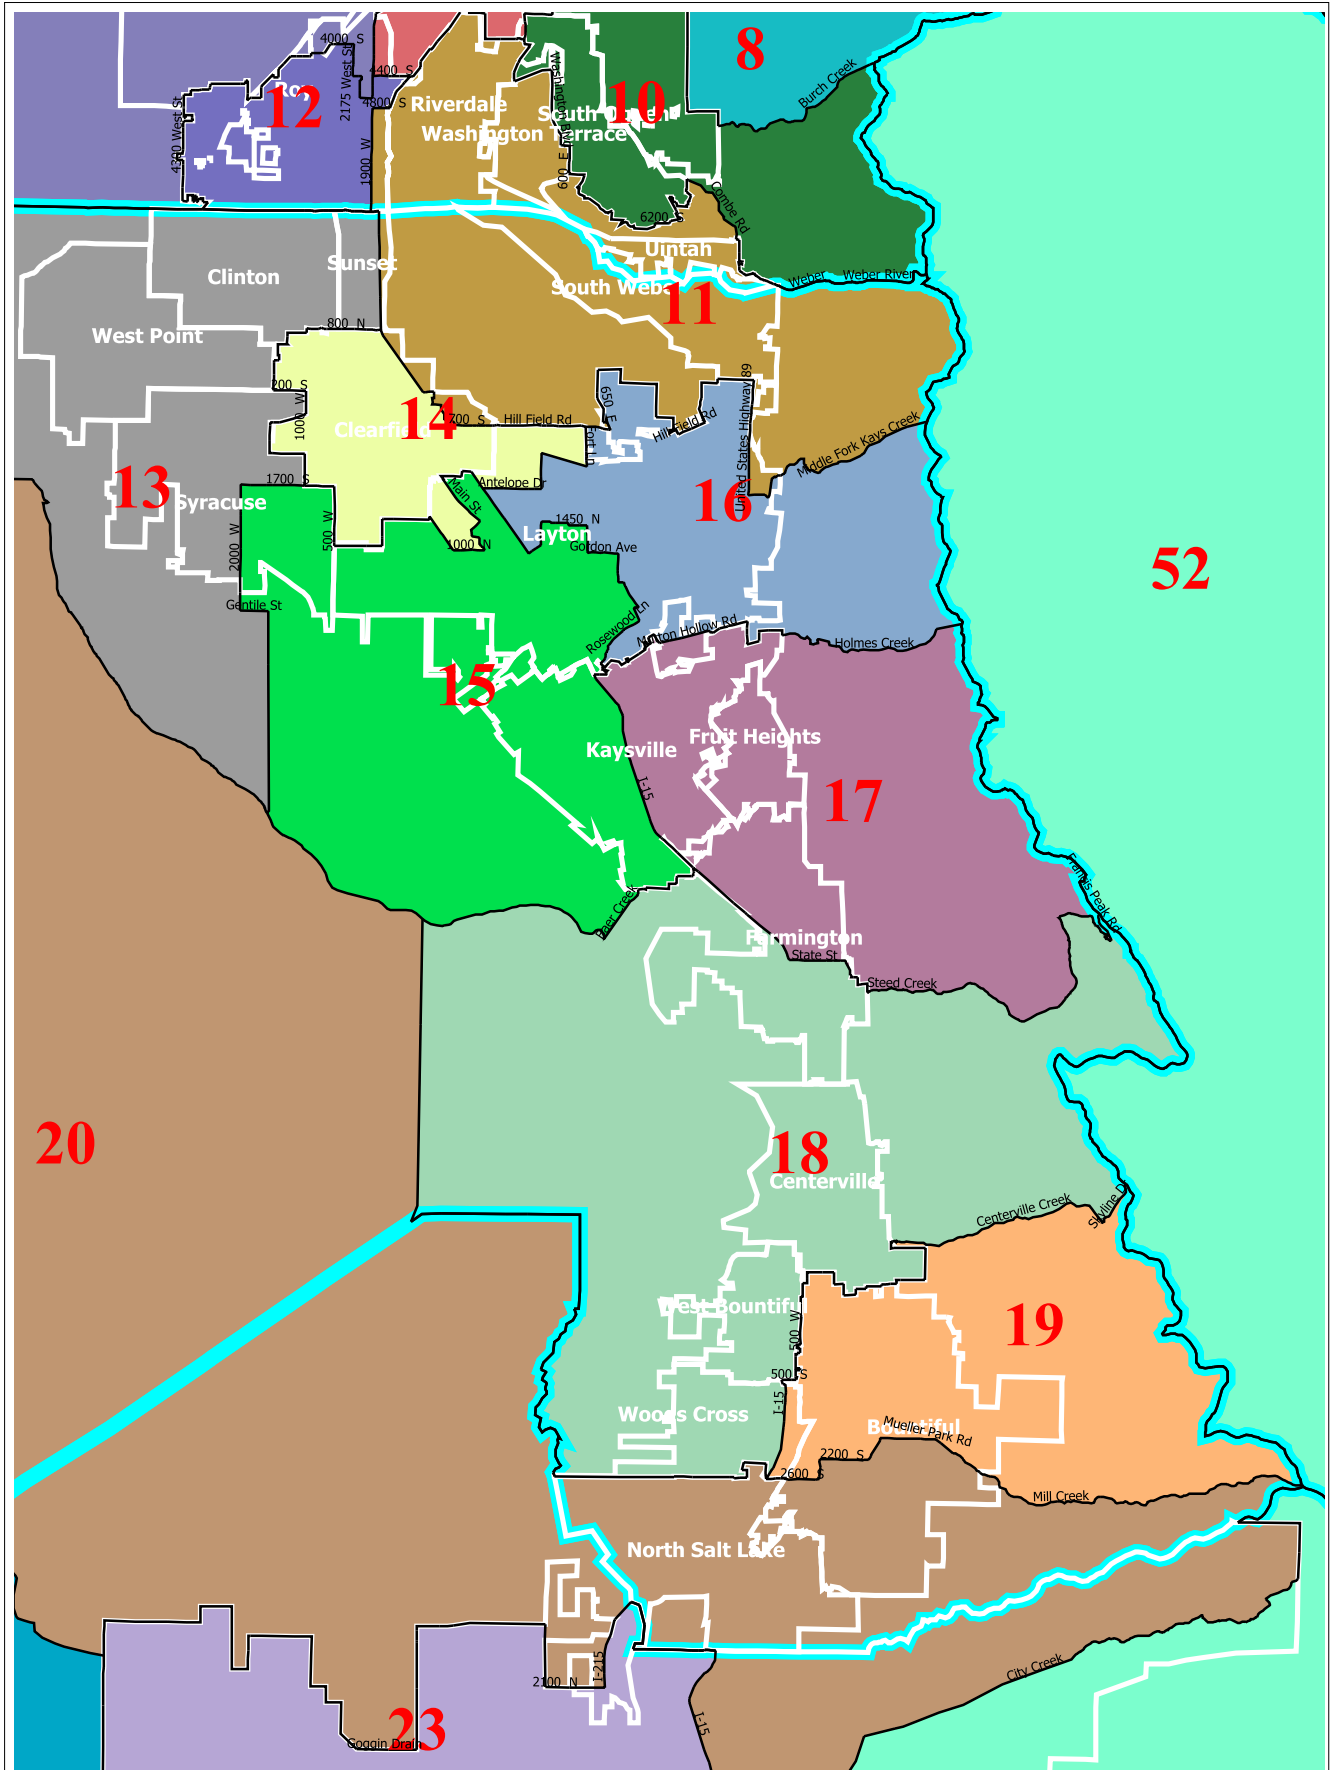 8
4000 S
4400 S
Burch Creek
Roy
12
2175 West St
4800 S
Riverdale
Washington Blvd
10
South Ogden
Washington Terrace
4300 West St
1900 W
600 E
Combe Rd
6200 S
Uintah
Sunset
Clinton
Weber
Weber River
South Weber
11
800 N
West Point
200 S
1000 W
14
Clearfield
1700 S
Hill Field Rd
650 E
Hill Field Rd
United States Highway 89
Middle Fork Kays Creek
Fort Ln
13
1700 S
Syracuse
Main St
Antelope Dr
16
2000 W
500 W
1450 N
Layton
Gordon Ave
1000 N
52
Gentile St
Rosewood Ln
Mutton Hollow Rd
Holmes Creek
15
Kaysville
Fruit Heights
I-15
17
Francis Peak Rd
Baer Creek
Farmington
State St
Steed Creek
20
18
Centerville
Centerville Creek
Skyline Dr
West Bountiful
500 W
19
500 S
I-15
Woods Cross
Bountiful
Mueller Park Rd
2200 S
2600 S
Mill Creek
North Salt Lake
2100 N
I-215
City Creek
I-15
23
Goggin Drain